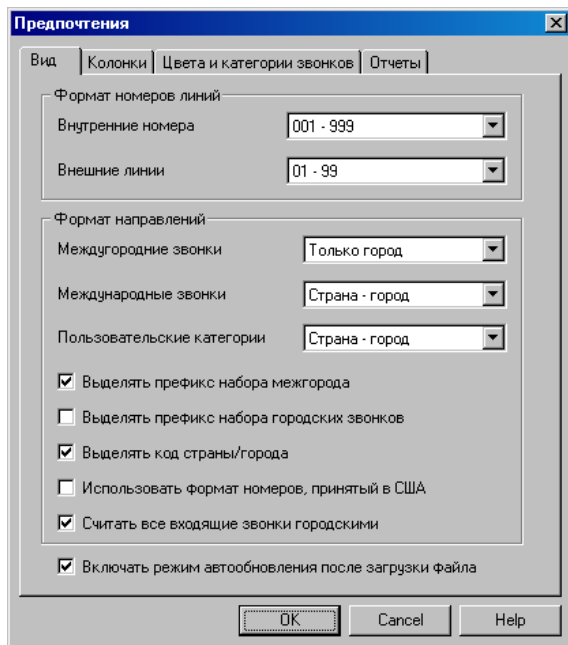 Предпочтения
Вид Колонки Цвета и категории звонков Отчеты
Формат номеров линий
Внутренние номера 001 - 999
Внешние линии 01 - 99
Формат направлений
Междугородние звонки Только город
Международные звонки Страна - город
Пользовательские категории Страна - город
Выделять префикс набора межгорода
Выделять префикс набора городских звонков
Выделять код страны/города
Использовать формат номеров, принятый в США
Считать все входящие звонки городскими
Включать режим автообновления после загрузки файла
OK Cancel Help